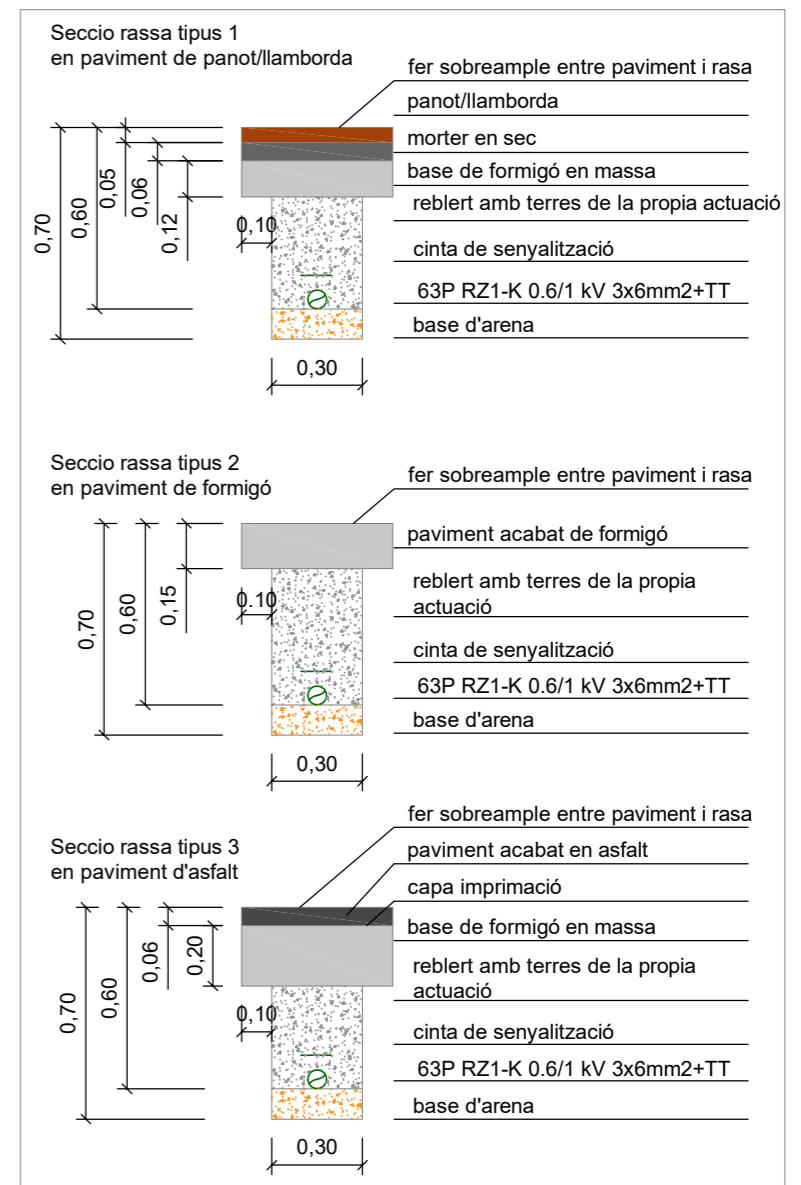 Seccio rassa tipus 1
en paviment de panot/llamborda
fer sobreample entre paviment i rasa
panot/llamborda
morter en sec
base de formigó en massa
reblert amb terres de la propia actuació
cinta de senyalització
63P RZ1-K 0.6/1 kV 3x6mm2+TT
base d'arena
0,70
0,60
0,05
0,06
0,12
0,10
0,30
Seccio rassa tipus 2
en paviment de formigó
fer sobreample entre paviment i rasa
paviment acabat de formigó
reblert amb terres de la propia
actuació
cinta de senyalització
63P RZ1-K 0.6/1 kV 3x6mm2+TT
base d'arena
0,70
0,60
0,15
0.10
0,30
Seccio rassa tipus 3
en paviment d'asfalt
fer sobreample entre paviment i rasa
paviment acabat en asfalt
capa imprimació
base de formigó en massa
reblert amb terres de la propia
actuació
cinta de senyalització
63P RZ1-K 0.6/1 kV 3x6mm2+TT
base d'arena
0,70
0,60
0,06
0,20
0,10
0,30